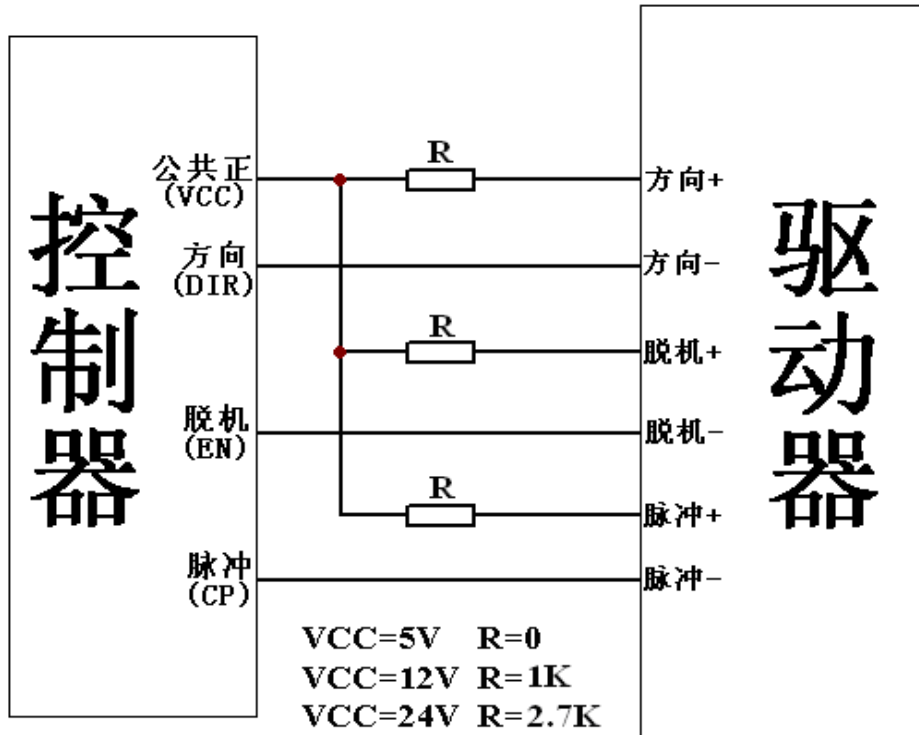 控制器
公共正
(VCC)
方向
(DIR)
脱机
(EN)
脉冲
(CP)
R
R
R
方向+
方向-
脱机+
脱机-
脉冲+
脉冲-
驱动器
VCC=5V R=0
VCC=12V R=1K
VCC=24V R=2.7K